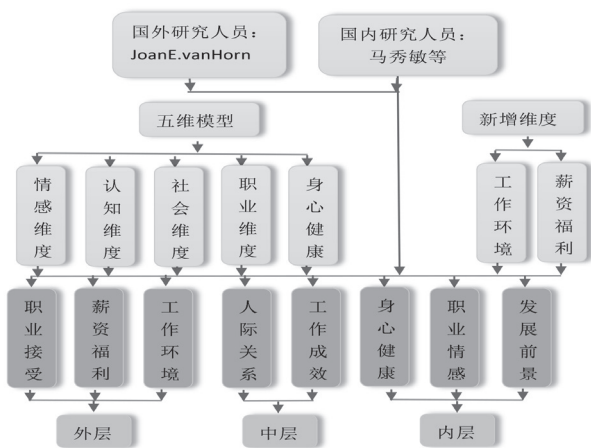 国外研究人员：
JoanE.vanHorn
国内研究人员：
马秀敏等
五维模型
新增维度
情感维度
认知维度
社会维度
职业维度
身心健康
工作环境
薪资福利
职业接受
薪资福利
工作环境
人际关系
工作成效
身心健康
职业情感
发展前景
外层
中层
内层